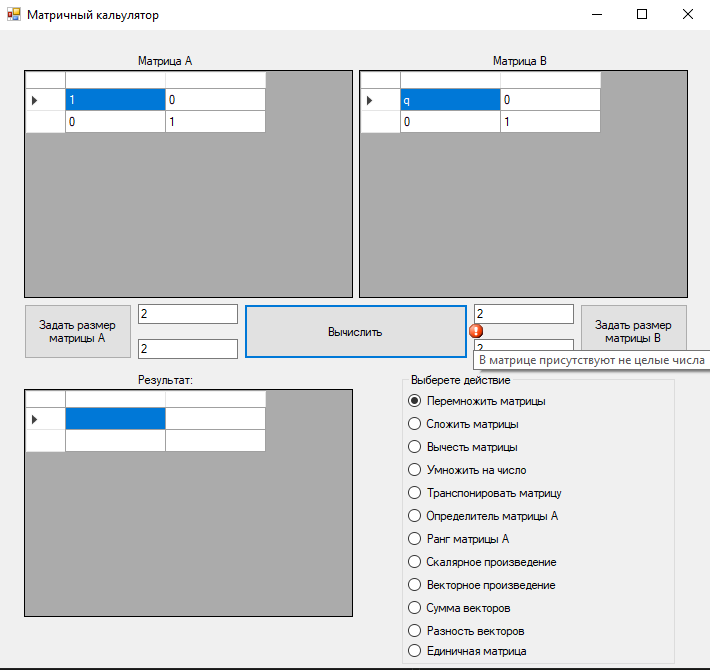 Матричный кальулятор
Матрица A
Матрица B
1 0
0 1
q 0
0 1
Задать размер
матрицы A
2
2
Вычислить
2
2
Задать размер
матрицы B
В матрице присутствуют не целые числа
Результат:
Выберете действие
Перемножить матрицы
Сложить матрицы
Вычесть матрицы
Умножить на число
Транспонировать матрицу
Определитель матрицы A
Ранг матрицы A
Скалярное произведение
Векторное произведение
Сумма векторов
Разность векторов
Единичная матрица